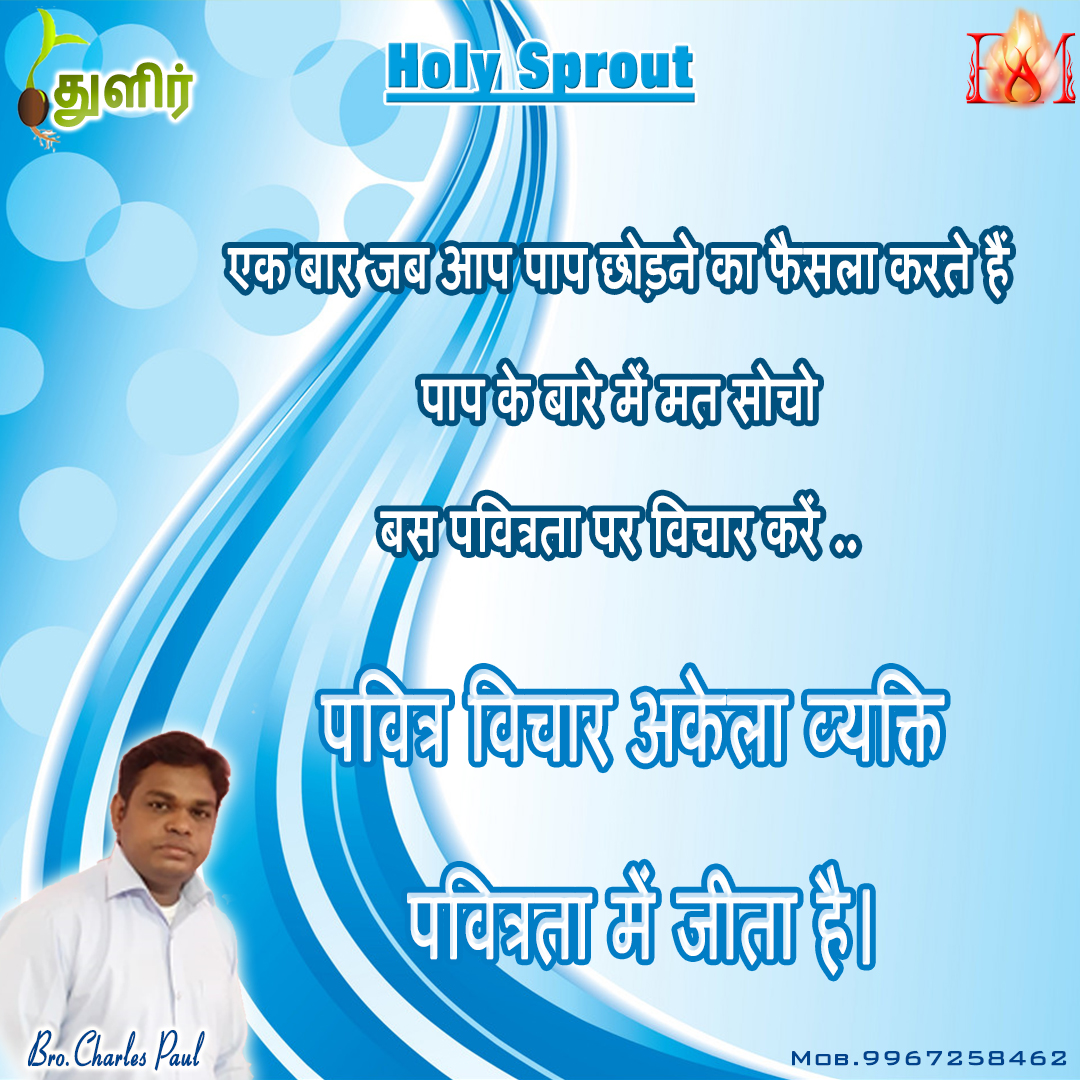 துளிர்
Holy Sprout
एक बार जब आप पाप छोड़ने का फैसला करते हैं
पाप के बारे में मत सोचो
बस पवित्रता पर विचार करें ..
पवित्र विचार अकेला व्यक्ति
पवित्रता में जीता है।
Bro.Charles Paul
Mob.9967258462